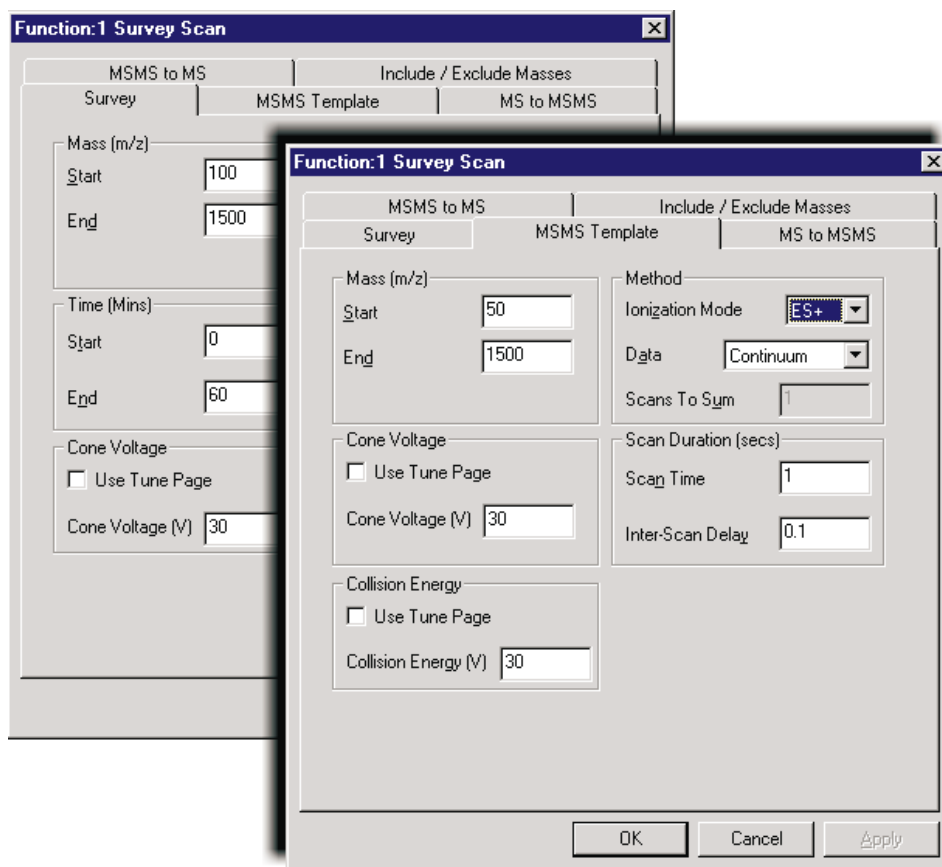 Function:1 Survey Scan
MSMS to MS
Include / Exclude Masses
Survey
MSMS Template
MS to MSMS
Mass (m/z)
Start
100
End
1500
Time (Mins)
Start
0
End
60
Cone Voltage
Use Tune Page
Cone Voltage (V)
30
Function:1 Survey Scan
MSMS to MS
Include / Exclude Masses
Survey
MSMS Template
MS to MSMS
Mass (m/z)
Start
50
End
1500
Cone Voltage
Use Tune Page
Cone Voltage (V)
30
Collision Energy
Use Tune Page
Collision Energy (V)
30
Method
Ionization Mode
ES+
Data
Continuum
Scans To Sum
1
Scan Duration (secs)
Scan Time
1
Inter-Scan Delay
0.1
OK
Cancel
Apply